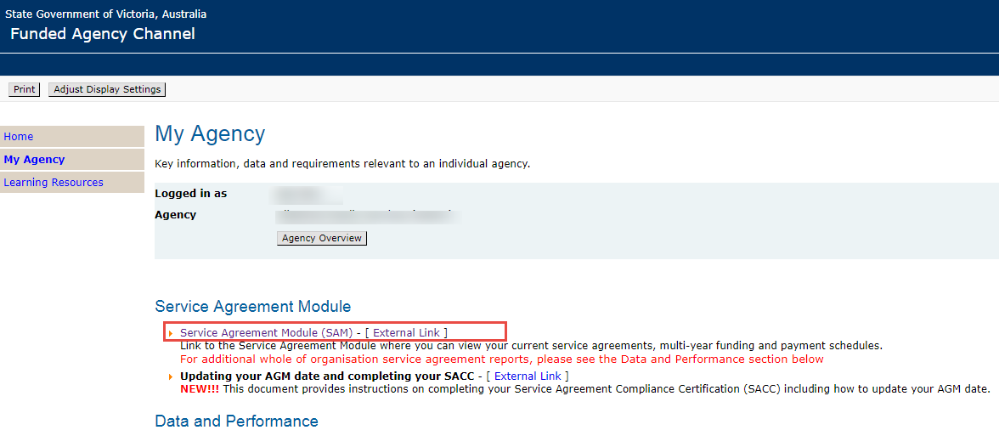 State Government of Victoria, Australia
Funded Agency Channel
Print Adjust Display Settings
Home
My Agency
Learning Resources
My Agency
Key information, data and requirements relevant to an individual agency.
Logged in as
Agency
Agency Overview
Service Agreement Module
Service Agreement Module (SAM) - [ External Link ]
Link to the Service Agreement Module where you can view your current service agreements, multi-year funding and payment schedules.
For additional whole of organisation service agreement reports, please see the Data and Performance section below
Updating your AGM date and completing your SACC - [ External Link ]
NEW!!! This document provides instructions on completing your Service Agreement Compliance Certification (SACC) including how to update your AGM date.
Data and Performance